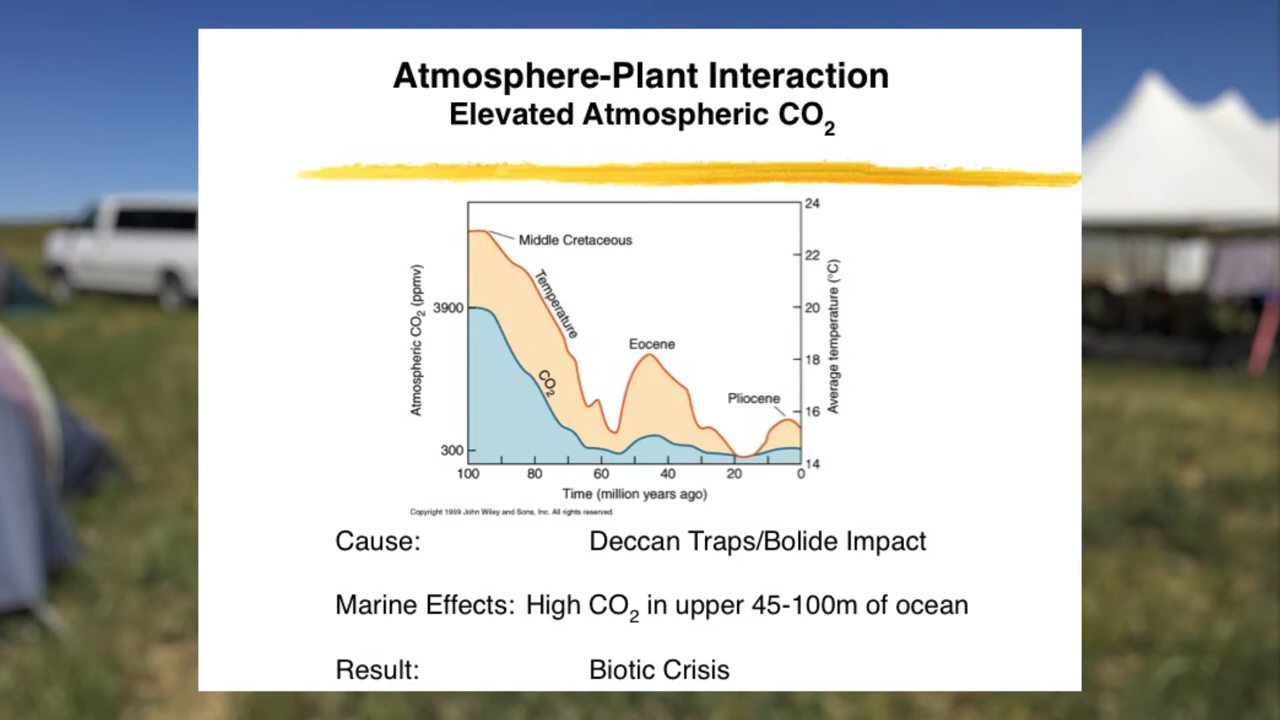 Atmosphere-Plant Interaction
Elevated Atmospheric CO2
24
Middle Cretaceous
22
Temperature
3900
20
Atmospheric CO2 (ppmv)
Average temperature (°C)
Eocene
18
CO2
Pliocene
16
300
14
100 80 60 40 20 0
Time (million years ago)
Copyright 1999 John Wiley and Sons, Inc. All rights reserved.
Cause: Deccan Traps/Bolide Impact
Marine Effects: High CO2 in upper 45-100m of ocean
Result: Biotic Crisis